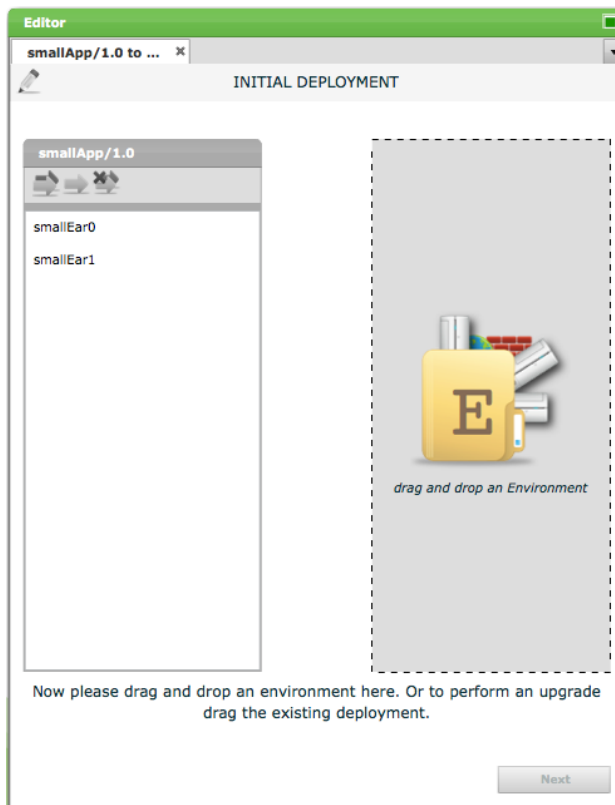 Editor
smallApp/1.0 to ...
INITIAL DEPLOYMENT
smallApp/1.0
smallEar0
smallEar1
E
drag and drop an Environment
Now please drag and drop an environment here. Or to perform an upgrade
drag the existing deployment.
Next